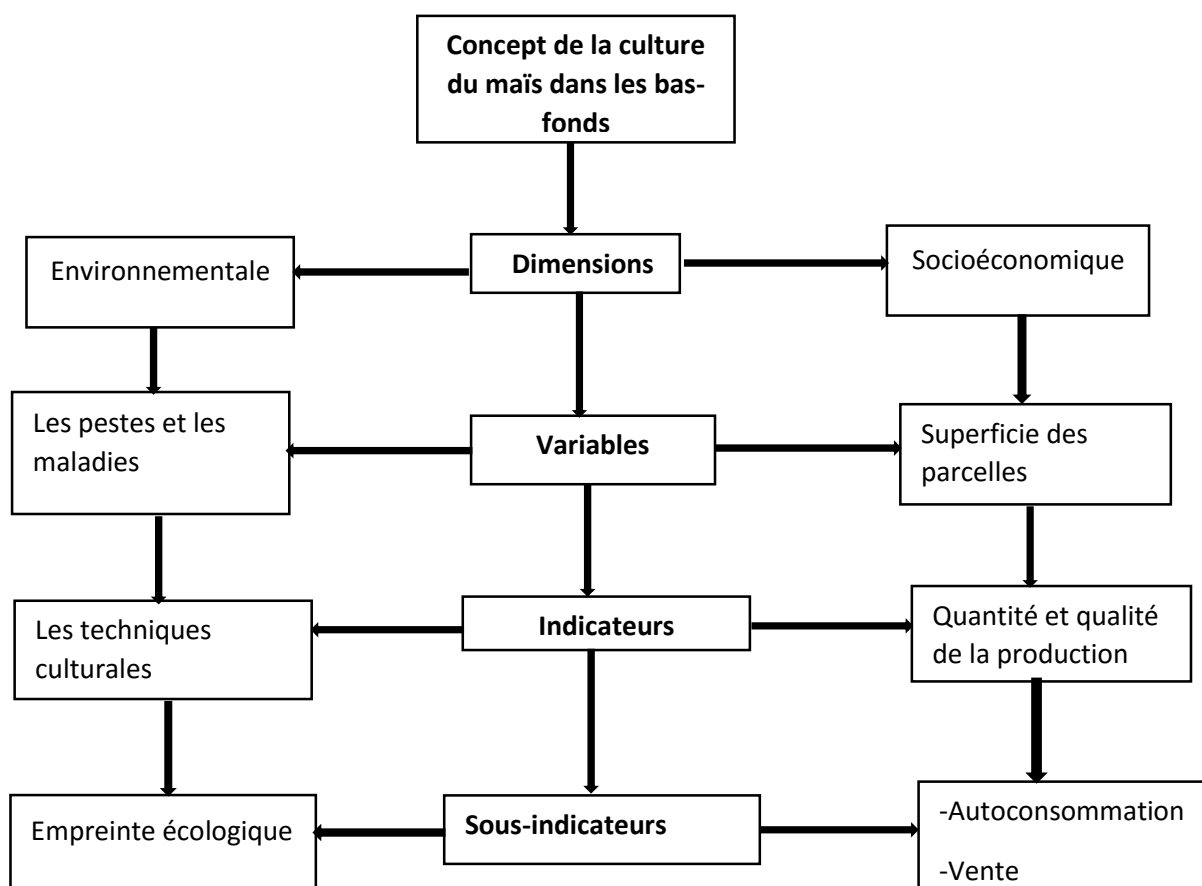 Concept de la culture
du maïs dans les bas-
fonds
Environnementale
Dimensions
Socioéconomique
Les pestes et les
maladies
Variables
Superficie des
parcelles
Les techniques
culturales
Indicateurs
Quantité et qualité
de la production
Empreinte écologique
Sous-indicateurs
-Autoconsommation
-Vente